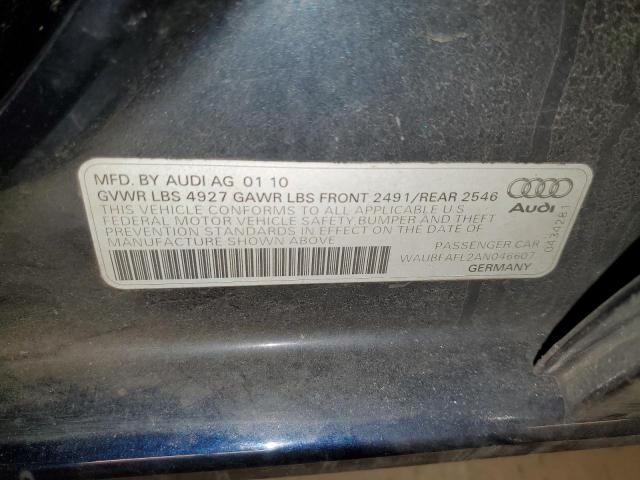 MFD. BY AUDI AG 01 10
GVWR LBS 4927 GAWR LBS FRONT 2491/REAR 2546
THIS VEHICLE CONFORMS TO ALL APPLICABLE U.S
FEDERAL MOTOR VEHICLE SAFETY BUMPER AND THEFT
PREVENTION STANDARDS IN EFFECT ON THE DATE OF
MANUFACTURE SHOWN ABOVE
PASSENGER CAR
WAUBFAFL2AN046607
GERMANY
Audi
0434281